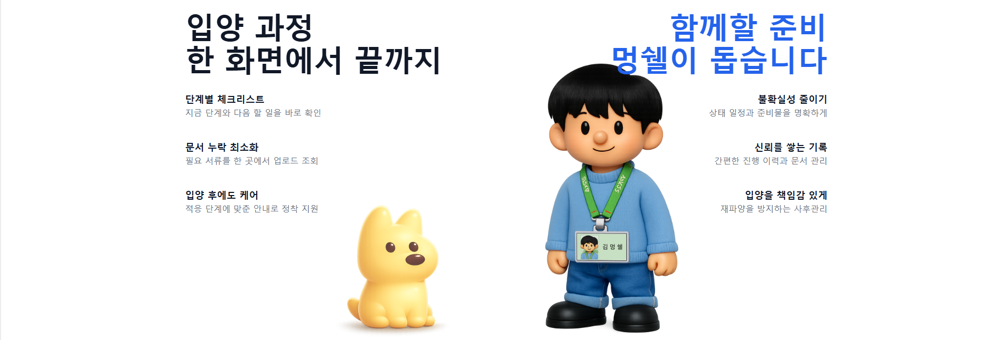 입양 과정
한 화면에서 끝까지
단계별 체크리스트
지금 단계와 다음 할 일을 바로 확인
문서 누락 최소화
필요 서류를 한 곳에서 업로드 조회
입양 후에도 케어
적응 단계에 맞춘 안내로 정착 지원
함께할 준비
멍쉘이 돕습니다
불확실성 줄이기
상태 일정과 준비물을 명확하게
신뢰를 쌓는 기록
간편한 진행 이력과 문서 관리
입양을 책임감 있게
재파양을 방지하는 사후관리
김멍쉘